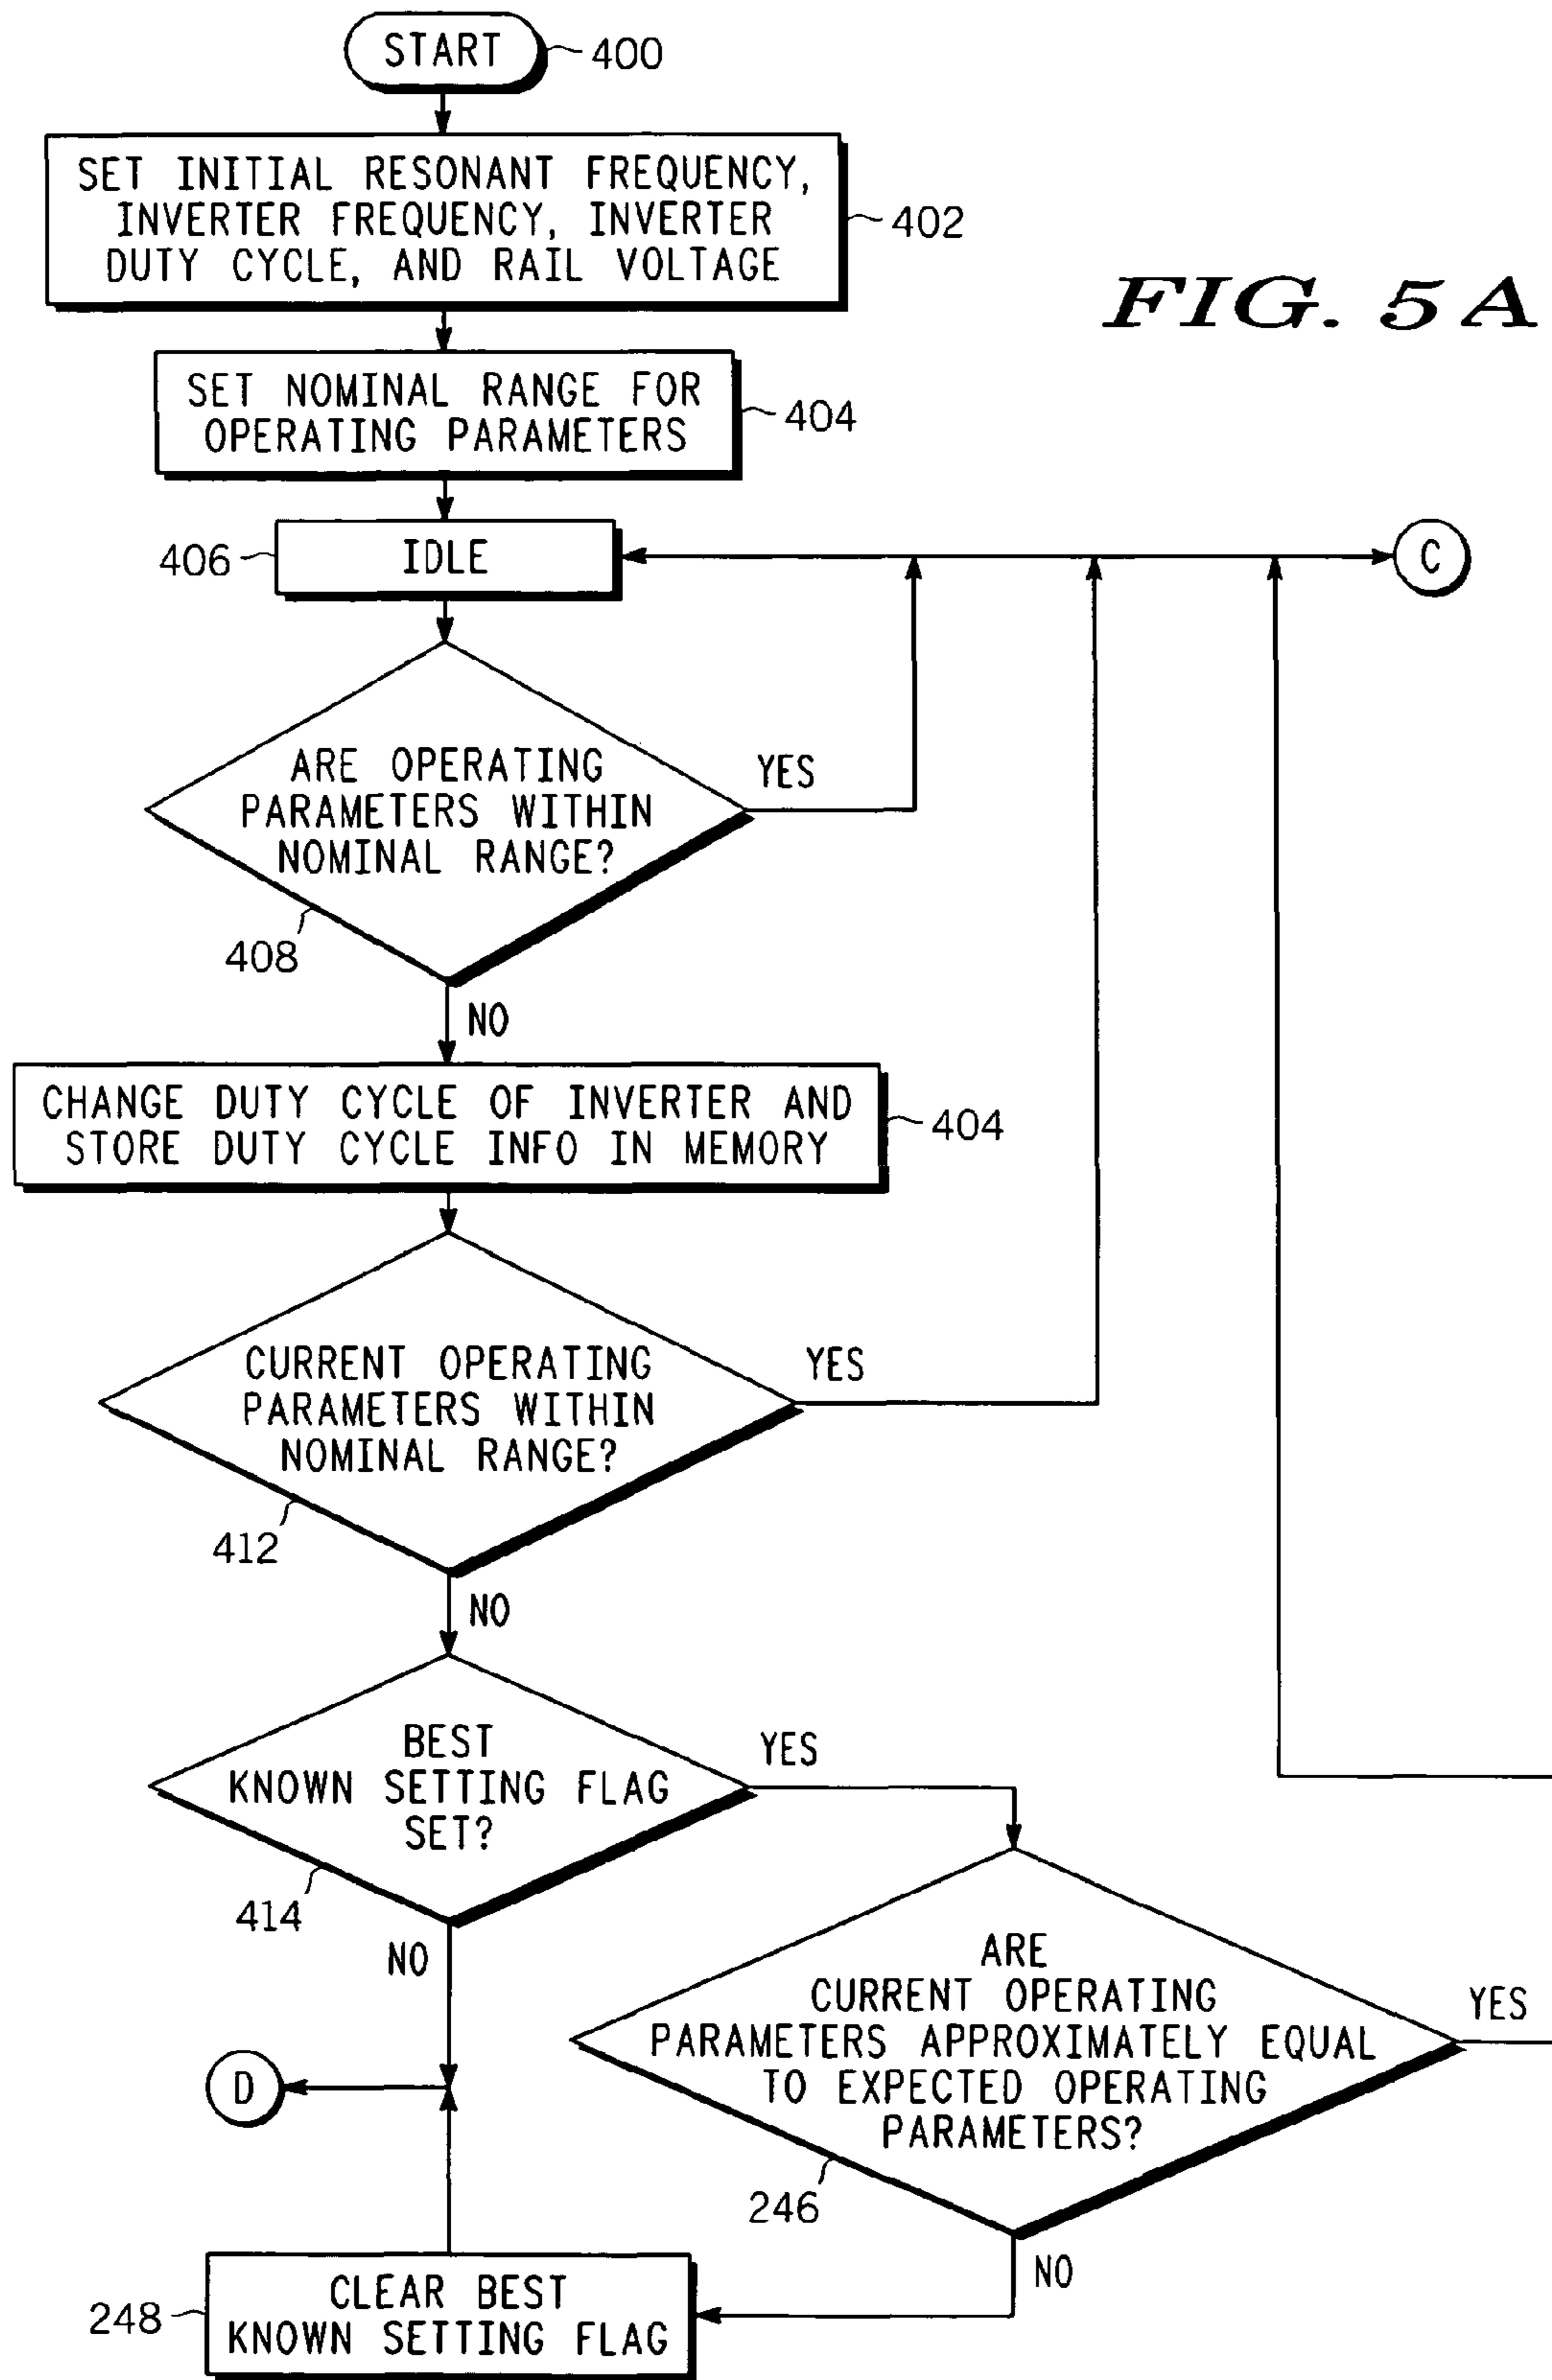 START
400
SET INITIAL RESONANT FREQUENCY,
INVERTER FREQUENCY, INVERTER
DUTY CYCLE, AND RAIL VOLTAGE
402
FIG. 5A
SET NOMINAL RANGE FOR
OPERATING PARAMETERS
404
406
IDLE
C
ARE OPERATING
PARAMETERS WITHIN
NOMINAL RANGE?
YES
408
NO
CHANGE DUTY CYCLE OF INVERTER AND
STORE DUTY CYCLE INFO IN MEMORY
404
CURRENT OPERATING
PARAMETERS WITHIN
NOMINAL RANGE?
YES
412
NO
BEST
KNOWN SETTING FLAG
SET?
YES
414
NO
ARE
CURRENT OPERATING
PARAMETERS APPROXIMATELY EQUAL
TO EXPECTED OPERATING
PARAMETERS?
YES
D
246
NO
CLEAR BEST
KNOWN SETTING FLAG
248